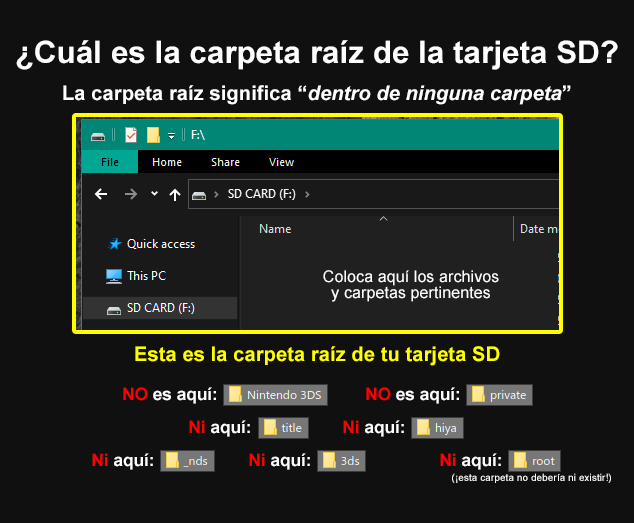 ¿Cuál es la carpeta raíz de la tarjeta SD?
La carpeta raíz significa “dentro de ninguna carpeta”
F:\
File Home Share View
SD CARD (F:)
Name Date m
Quick access
This PC
SD CARD (F:)
Coloca aquí los archivos
y carpetas pertinentes
Esta es la carpeta raíz de tu tarjeta SD
NO es aquí: Nintendo 3DS NO es aquí: private
Ni aquí: title Ni aquí: hiya
Ni aquí: _nds Ni aquí: 3ds Ni aquí: root
(¡esta carpeta no debería ni existir!)